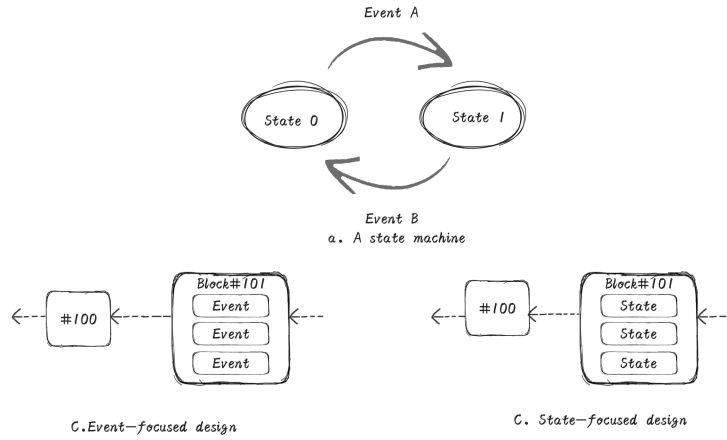 Event A
State 0
State 1
Event B
a. A state machine
Block#101
Event
Event
Event
#100
C.Event—focused design
Block#101
State
State
State
#100
C. State—focused design